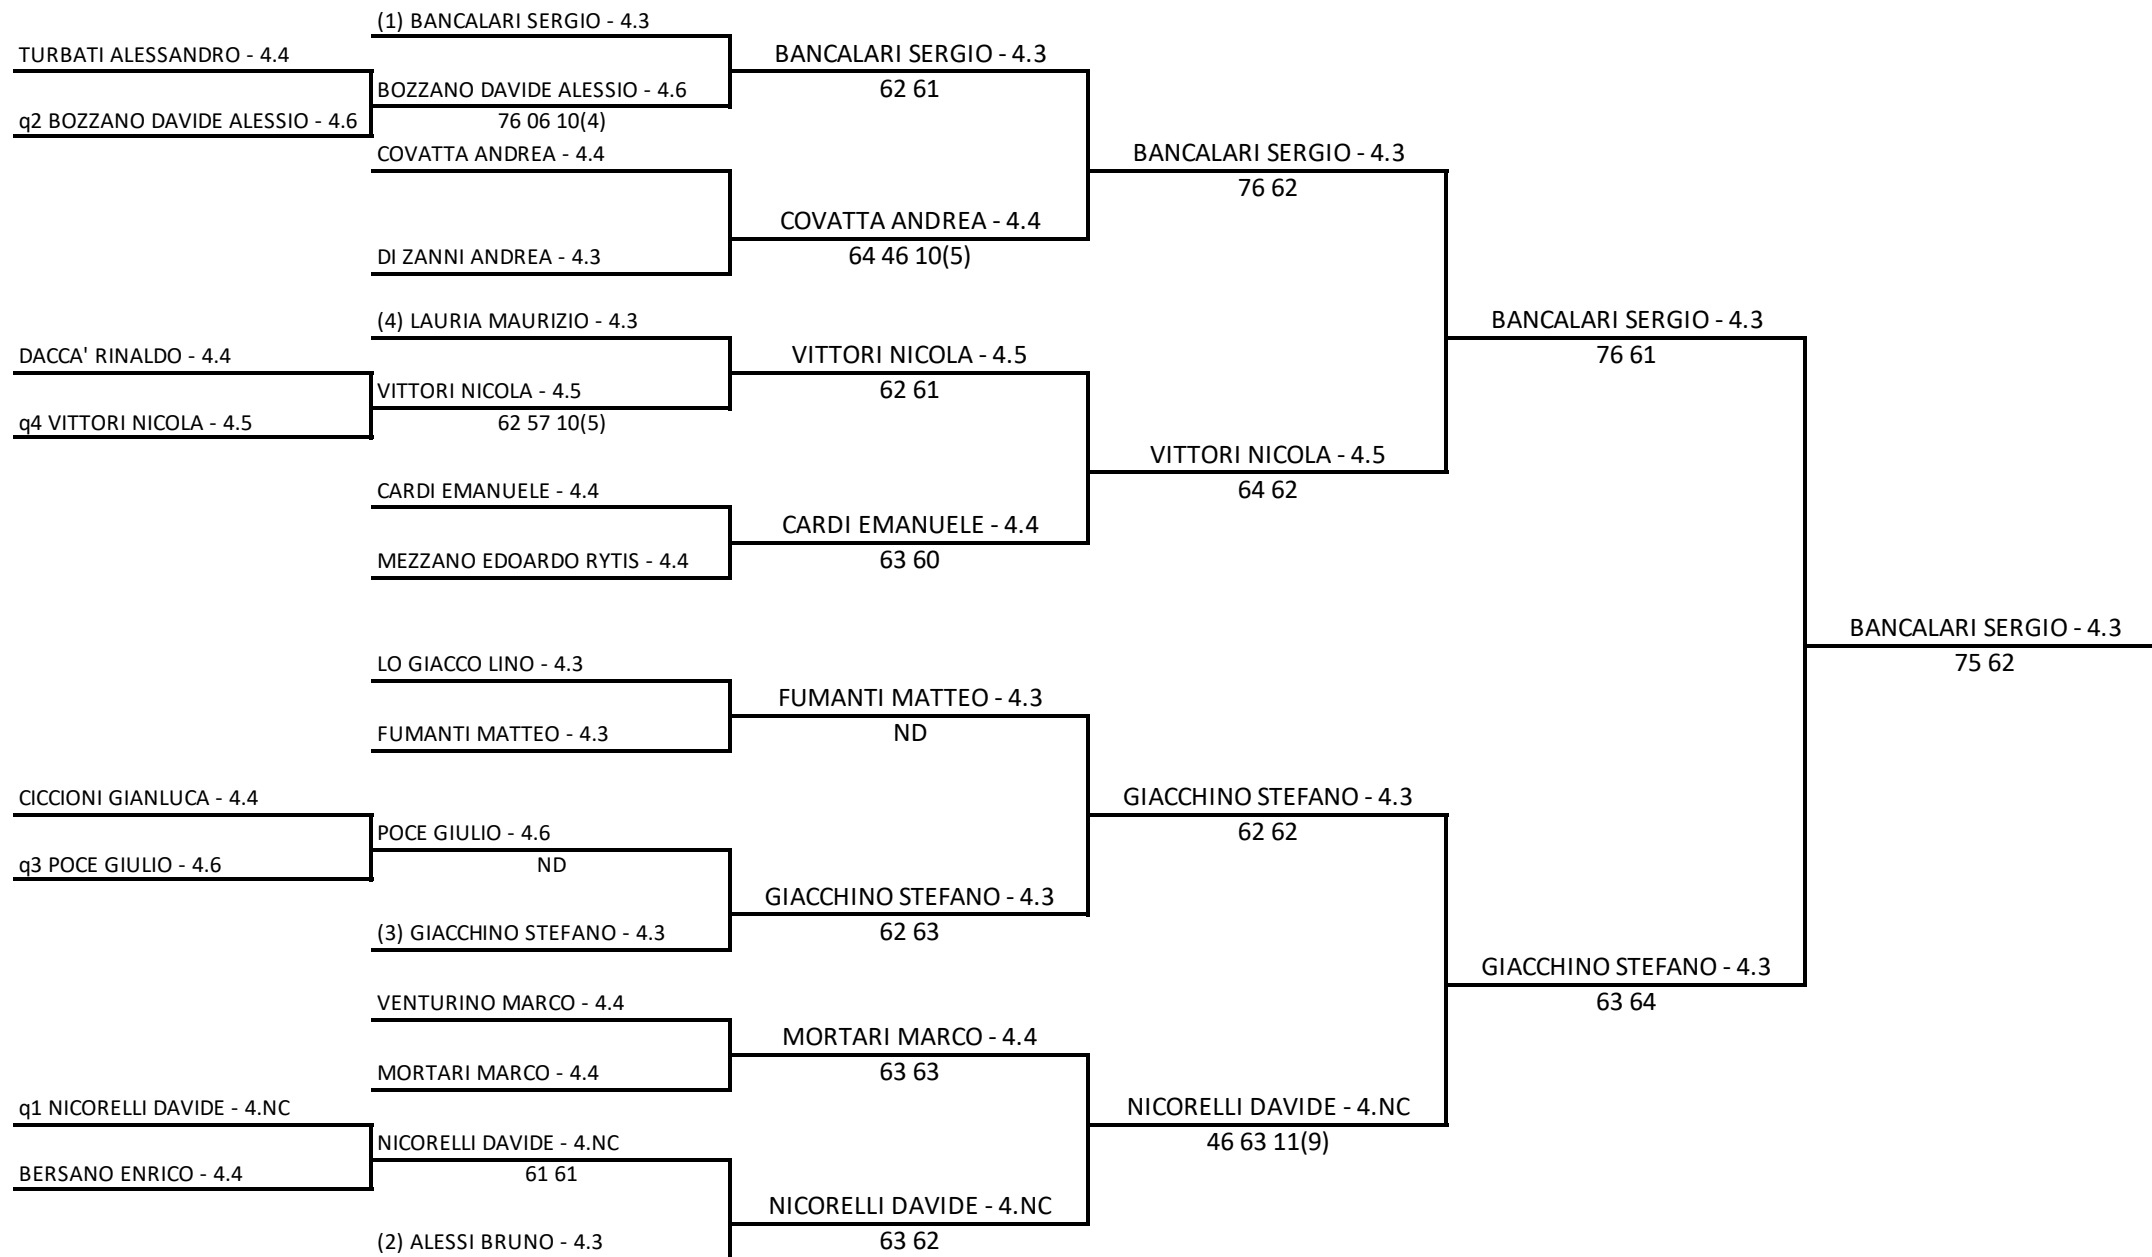 (1) BANCALARI SERGIO - 4.3
TURBATI ALESSANDRO - 4.4
BANCALARI SERGIO - 4.3
62 61
BOZZANO DAVIDE ALESSIO - 4.6
q2 BOZZANO DAVIDE ALESSIO - 4.6
76 06 10(4)
COVATTA ANDREA - 4.4
BANCALARI SERGIO - 4.3
76 62
COVATTA ANDREA - 4.4
64 46 10(5)
DI ZANNI ANDREA - 4.3
(4) LAURIA MAURIZIO - 4.3
BANCALARI SERGIO - 4.3
76 61
DACCA' RINALDO - 4.4
VITTORI NICOLA - 4.5
62 61
VITTORI NICOLA - 4.5
q4 VITTORI NICOLA - 4.5
62 57 10(5)
VITTORI NICOLA - 4.5
64 62
CARDI EMANUELE - 4.4
CARDI EMANUELE - 4.4
63 60
MEZZANO EDOARDO RYTIS - 4.4
BANCALARI SERGIO - 4.3
75 62
LO GIACCO LINO - 4.3
FUMANTI MATTEO - 4.3
ND
FUMANTI MATTEO - 4.3
CICCIONI GIANLUCA - 4.4
GIACCHINO STEFANO - 4.3
62 62
POCE GIULIO - 4.6
q3 POCE GIULIO - 4.6
ND
GIACCHINO STEFANO - 4.3
62 63
(3) GIACCHINO STEFANO - 4.3
GIACCHINO STEFANO - 4.3
63 64
VENTURINO MARCO - 4.4
MORTARI MARCO - 4.4
63 63
MORTARI MARCO - 4.4
q1 NICORELLI DAVIDE - 4.NC
NICORELLI DAVIDE - 4.NC
46 63 11(9)
NICORELLI DAVIDE - 4.NC
BERSANO ENRICO - 4.4
61 61
NICORELLI DAVIDE - 4.NC
63 62
(2) ALESSI BRUNO - 4.3